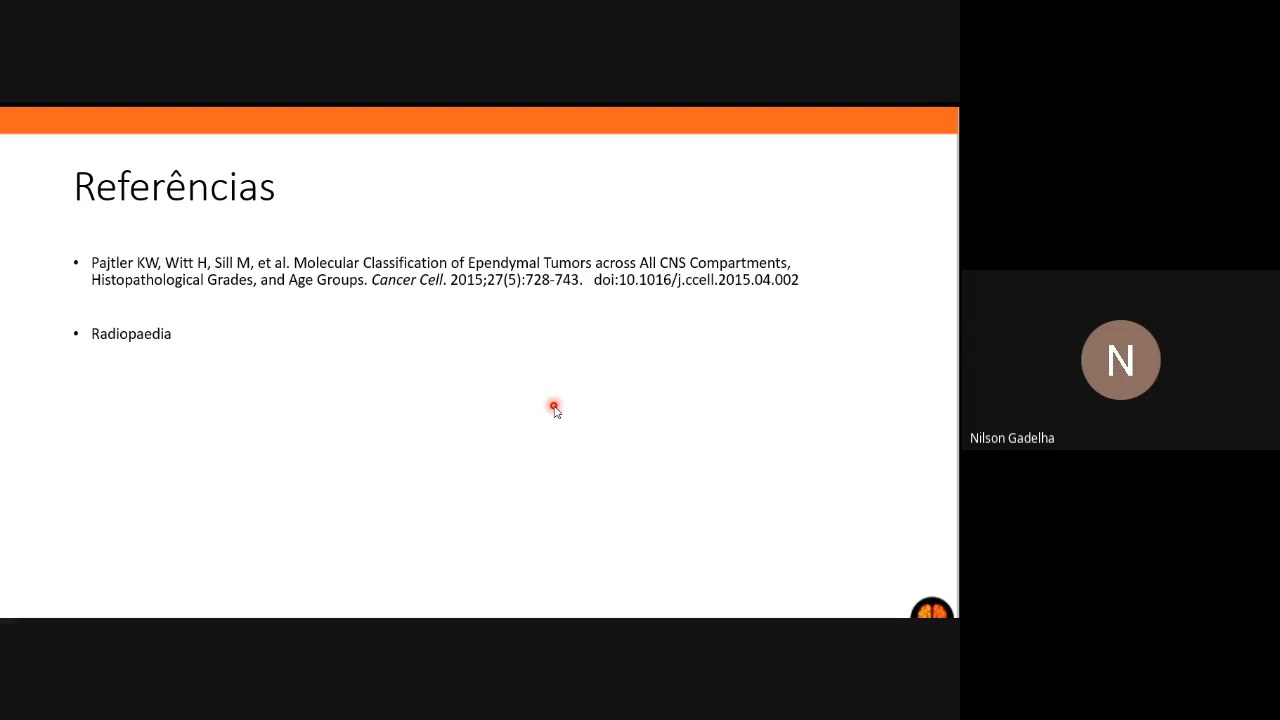 Referências
• Pajtler KW, Witt H, Sill M, et al. Molecular Classification of Ependymal Tumors across All CNS Compartments,
Histopathological Grades, and Age Groups. Cancer Cell. 2015;27(5):728-743.   doi:10.1016/j.ccell.2015.04.002
• Radiopaedia
N
Nilson Gadelha